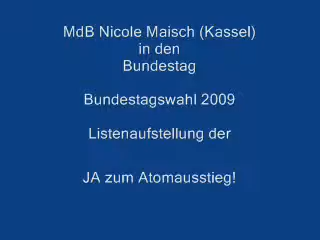 MdB Nicole Maisch (Kassel)
in den
Bundestag
Bundestagswahl 2009
Listenaufstellung der
JA zum Atomausstieg!